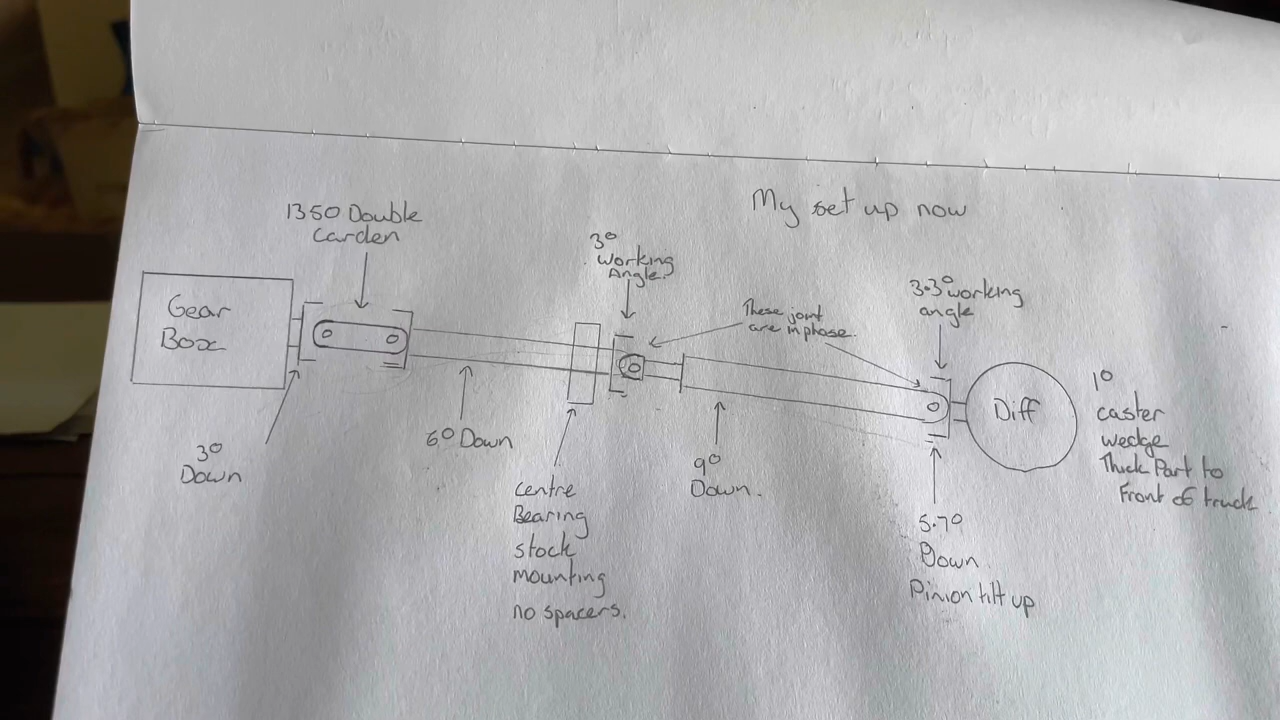 My set up now
1350 Double
Carden
Gear
Box
3°
Down
6° Down
centre
Bearing
stock
mounting
no spacers.
3°
working
Angle.
These joint
are in phase.
9°
Down.
3.3° working
angle
Diff
5.7°
Down
Pinion tilt up
1°
caster
wedge
Thick Part to
Front of truck